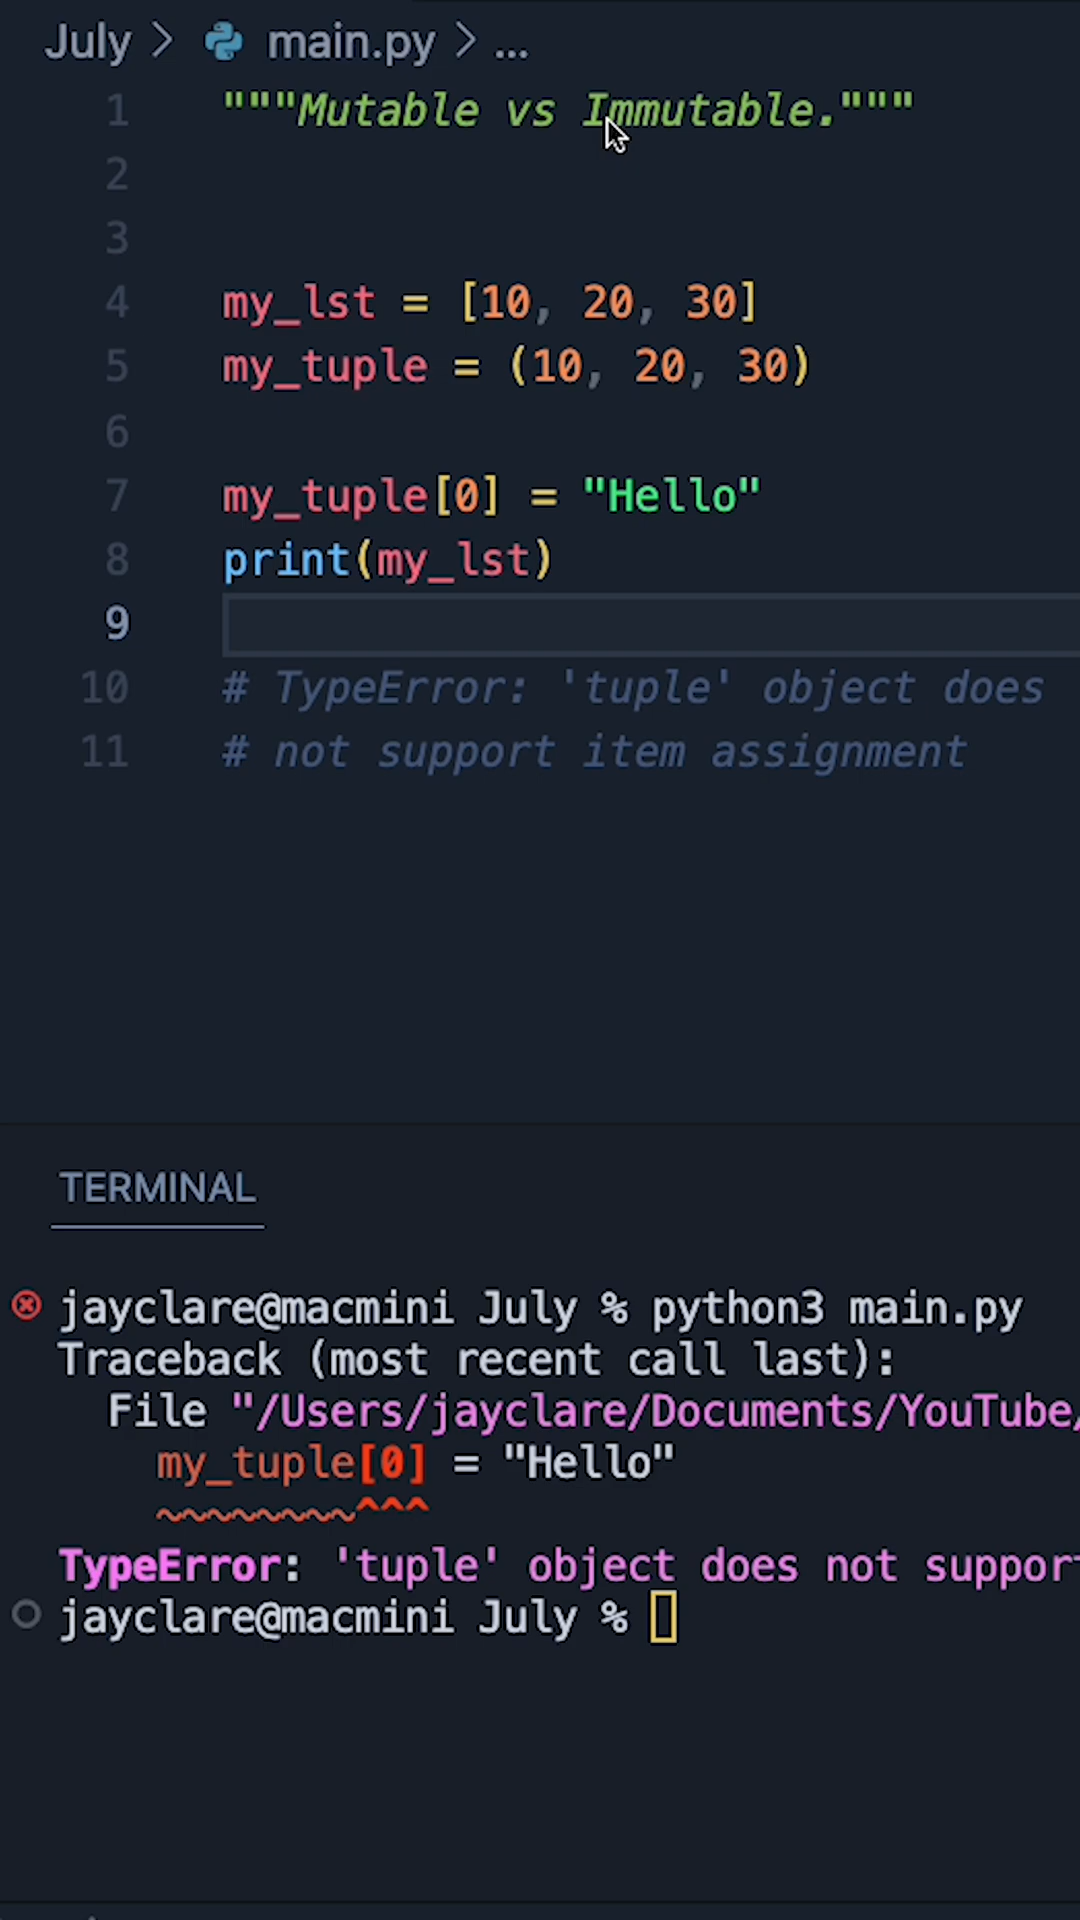 July > main.py > ...
1 """Mutable vs Immutable."""
2
3
4 my_lst = [10, 20, 30]
5 my_tuple = (10, 20, 30)
6
7 my_tuple[0] = "Hello"
8 print(my_lst)
9
10 # TypeError: 'tuple' object does
11 # not support item assignment
TERMINAL
jayclare@macmini July % python3 main.py
Traceback (most recent call last):
File "/Users/jayclare/Documents/YouTube/
my_tuple[0] = "Hello"
~~~~~~~~^^^
TypeError: 'tuple' object does not support
jayclare@macmini July %